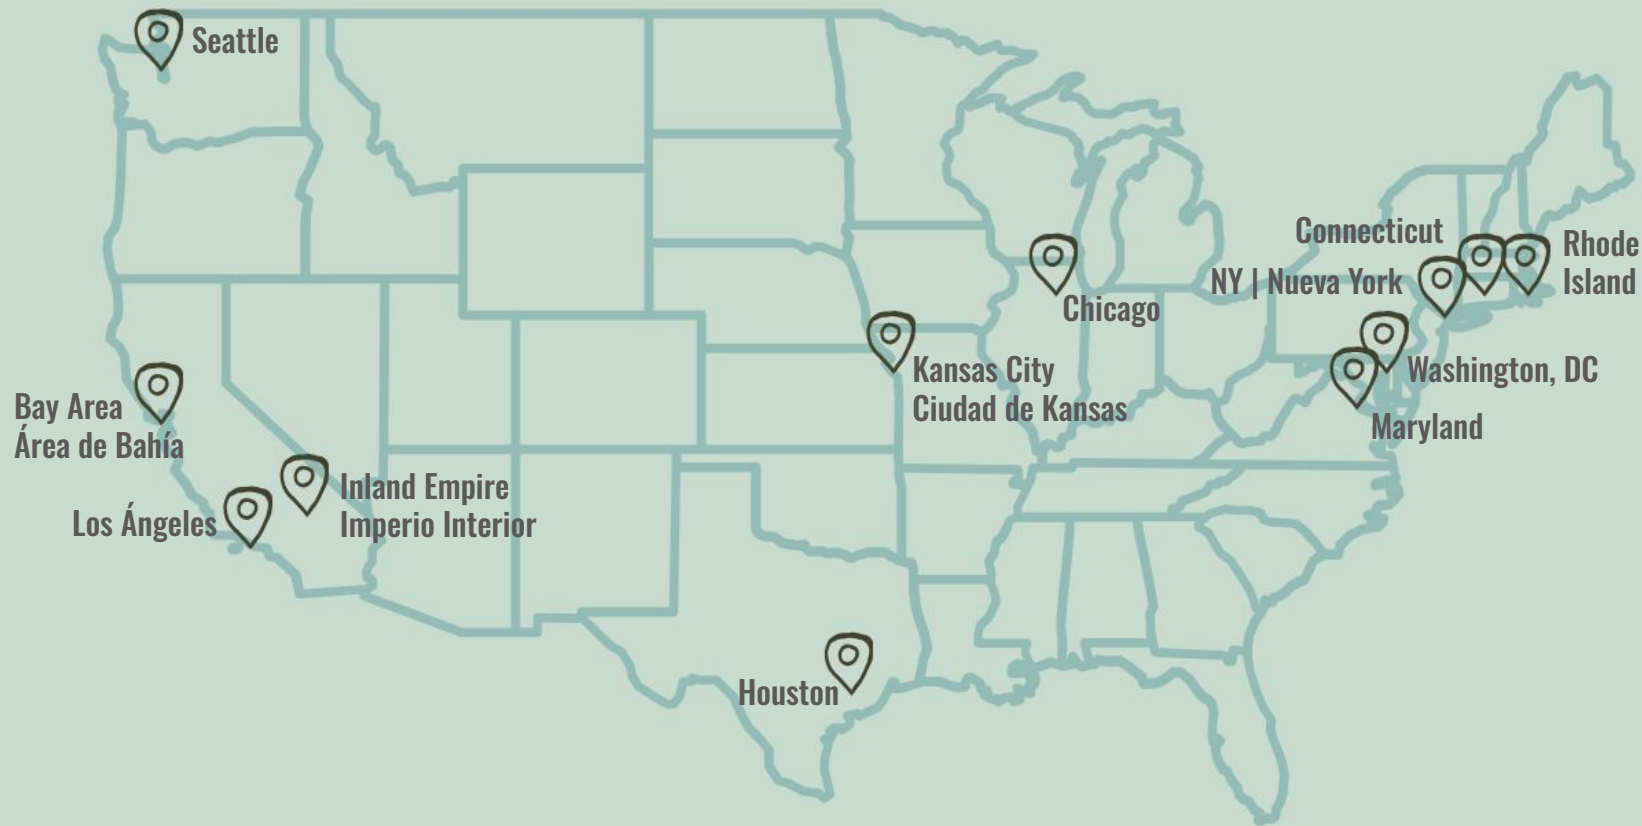 Seattle
Connecticut
Rhode
Island
NY | Nueva York
Chicago
Kansas City
Ciudad de Kansas
Washington, DC
Maryland
Bay Area
Área de Bahía
Inland Empire
Imperio Interior
Los Ángeles
Houston